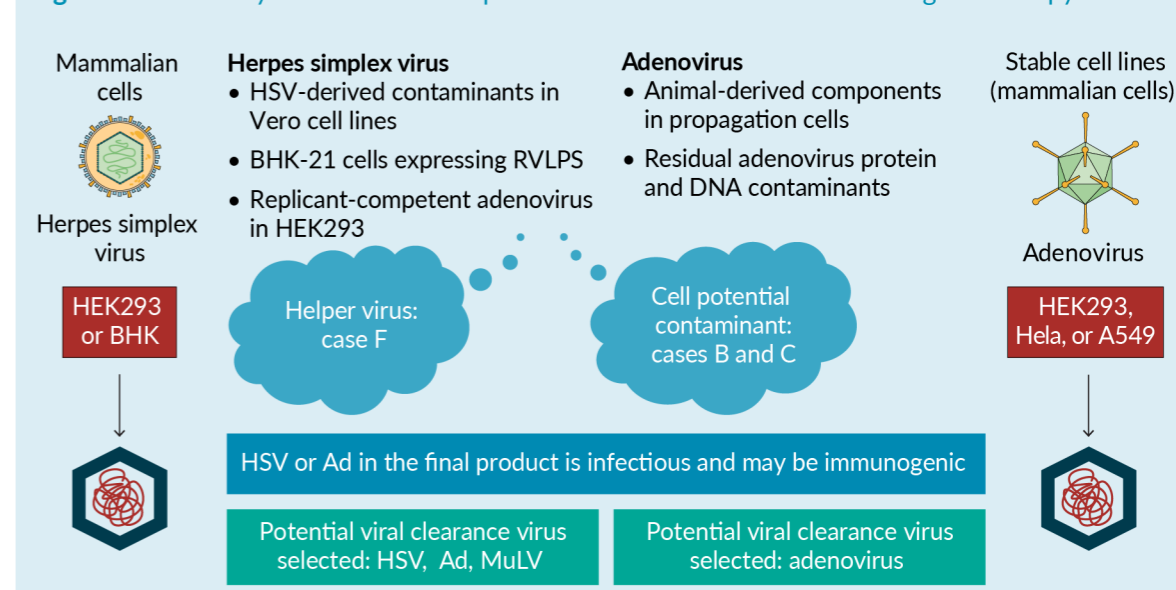 Mammalian
cells
Herpes simplex
virus
HEK293
or BHK
Herpes simplex virus
• HSV-derived contaminants in
Vero cell lines
• BHK-21 cells expressing RVLPS
• Replicant-competent adenovirus
in HEK293
Adenovirus
• Animal-derived components
in propagation cells
• Residual adenovirus protein
and DNA contaminants
Helper virus:
case F
Cell potential
contaminant:
cases B and C
Stable cell lines
(mammalian cells)
Adenovirus
HEK293,
Hela, or A549
HSV or Ad in the final product is infectious and may be immunogenic
Potential viral clearance virus
selected: HSV, Ad, MuLV
Potential viral clearance virus
selected: adenovirus